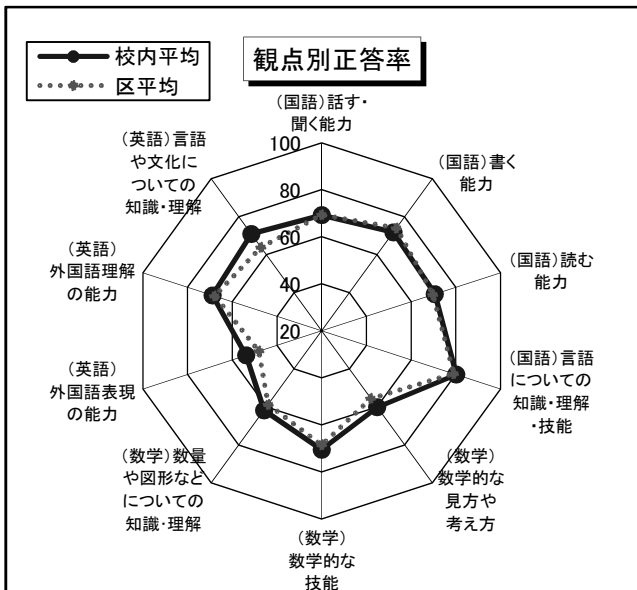 校内平均
区平均
観点別正答率
(国語)話す・
聞く能力
(国語)書く
能力
(国語)読む
能力
(国語)言語
についての
知識・理解
・技能
(数学)
数学的な
見方や
考え方
(数学)
数学的な
技能
(数学)数量
や図形など
についての
知識・理解
(英語)
外国語表現
の能力
(英語)
外国語理解
の能力
(英語)言語
や文化に
ついての
知識・理解
100
80
60
40
20